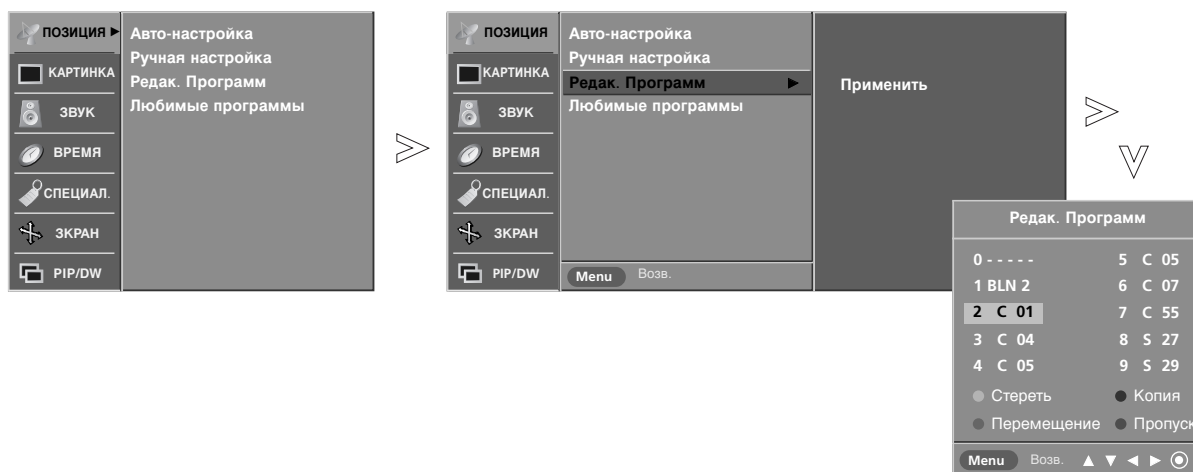 ПОЗИЦИЯ ►
КАРТИНКА
ЗВУК
ВРЕМЯ
СПЕЦИАЛ.
ЗКРАН
PIP/DW
Авто-настройка
Ручная настройка
Редак. Программ
Любимые программы
ПОЗИЦИЯ
КАРТИНКА
ЗВУК
ВРЕМЯ
СПЕЦИАЛ.
ЗКРАН
PIP/DW
Авто-настройка
Ручная настройка
Редак. Программ ►
Любимые программы
Menu Возв.
Применить
Редак. Программ
0 - - - - -
1 BLN 2
2 C 01
3 C 04
4 C 05
5 C 05
6 C 07
7 C 55
8 S 27
9 S 29
Стереть
Копия
Перемещение
Пропуск
Menu Возв. ▲ ▼ ◄ ►